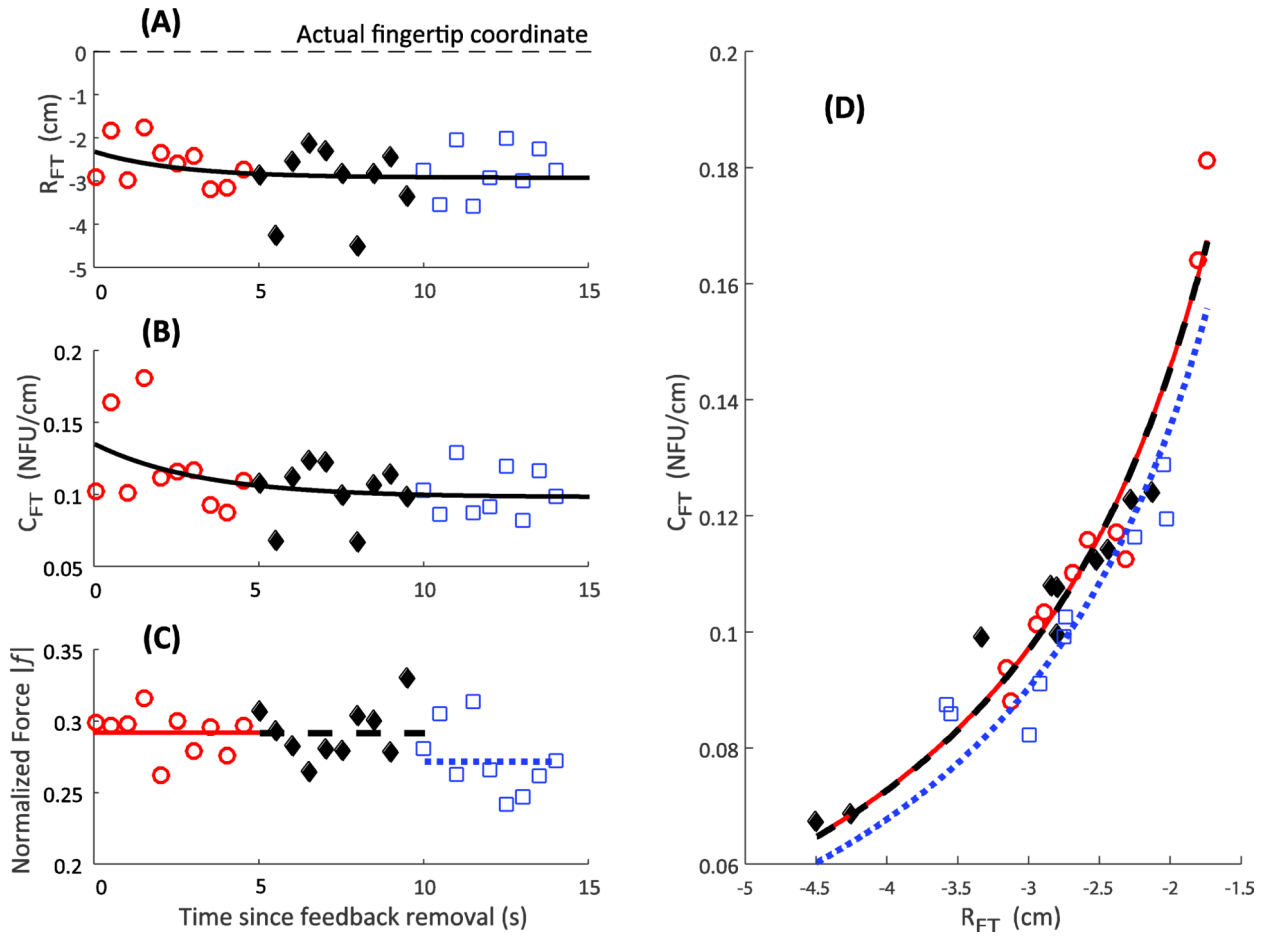 (A)
Actual fingertip coordinate
0
-1
-2
-3
-4
-5
R_FT (cm)
0 5 10 15
(B)
0.2
0.15
0.1
0.05
C_FT (NFU/cm)
0 5 10 15
(C)
0.35
0.3
0.25
0.2
Normalized Force |f|
0 5 10 15
Time since feedback removal (s)
(D)
0.2
0.18
0.16
0.14
0.12
0.1
0.08
0.06
C_FT (NFU/cm)
-5 -4.5 -4 -3.5 -3 -2.5 -2 -1.5
R_FT (cm)